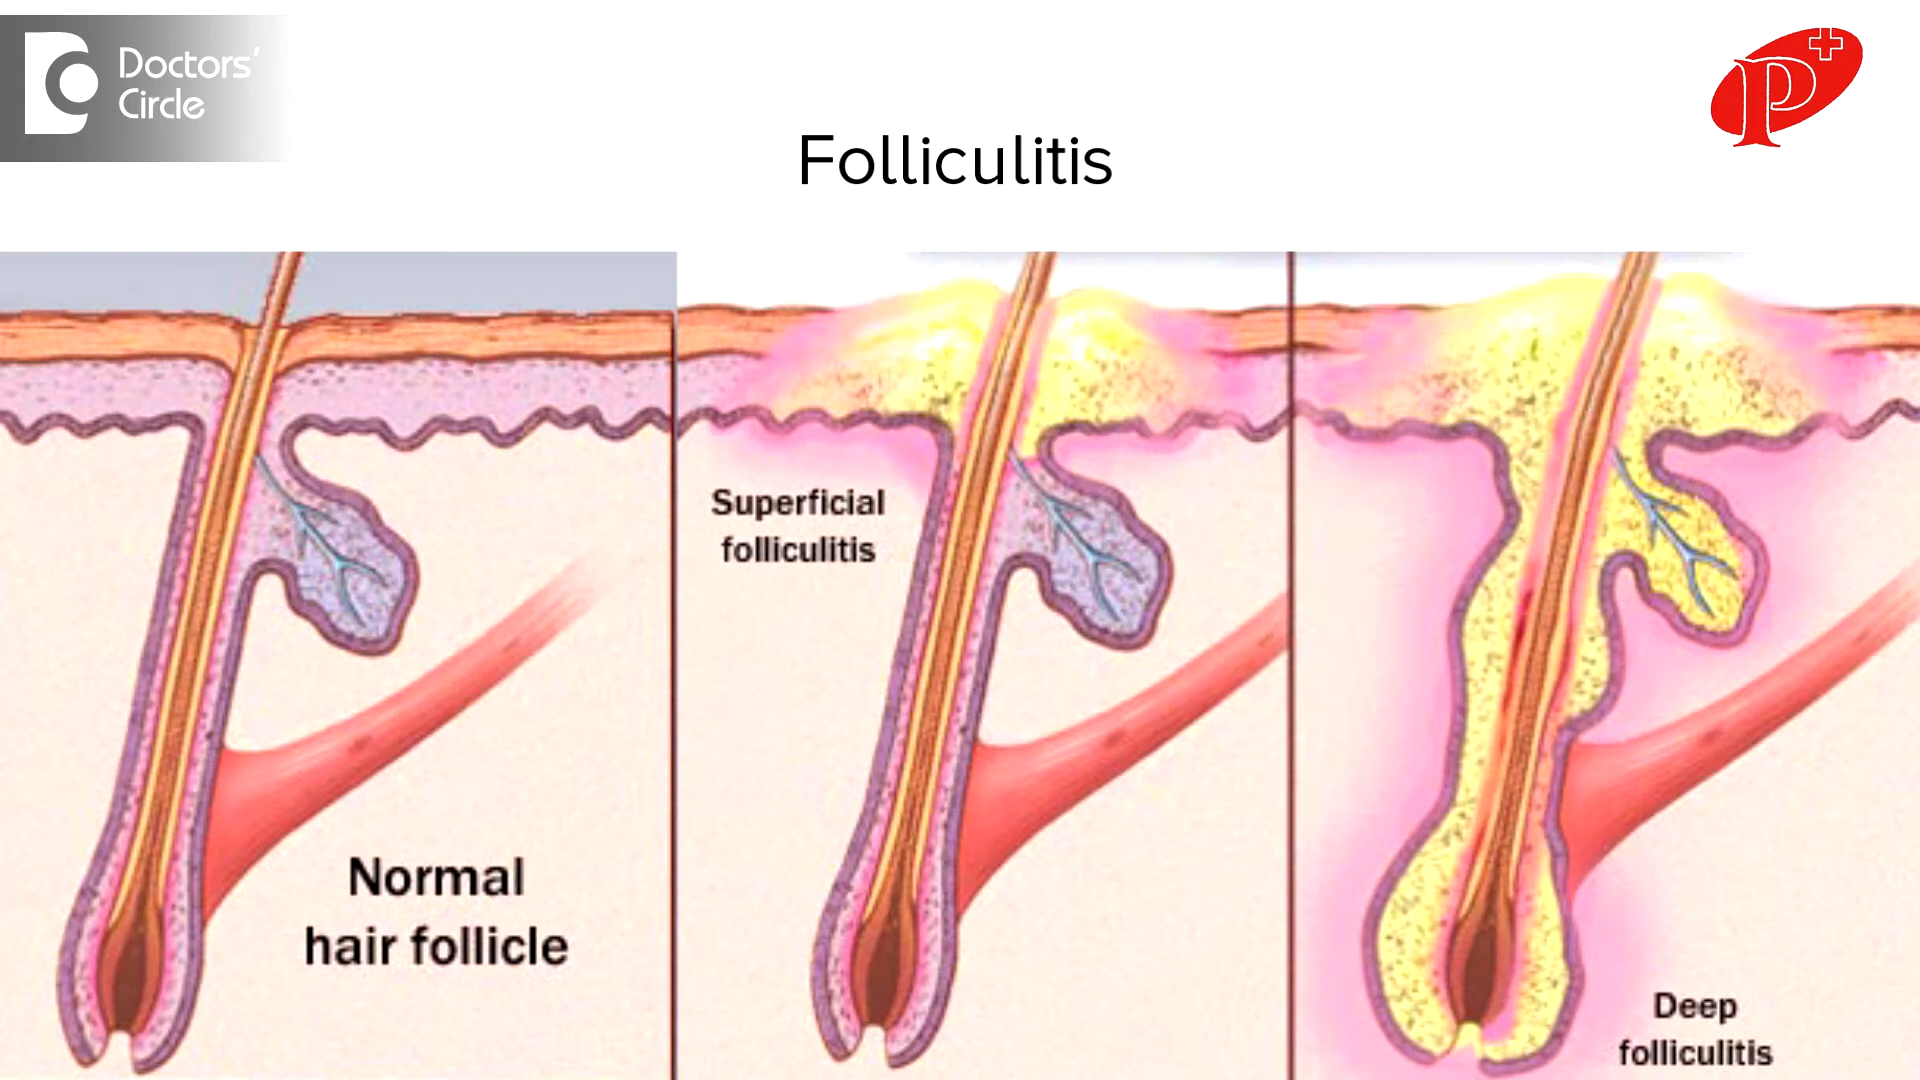 Doctors'
Circle
P
Folliculitis
Superficial
folliculitis
Normal
hair follicle
Deep
folliculitis